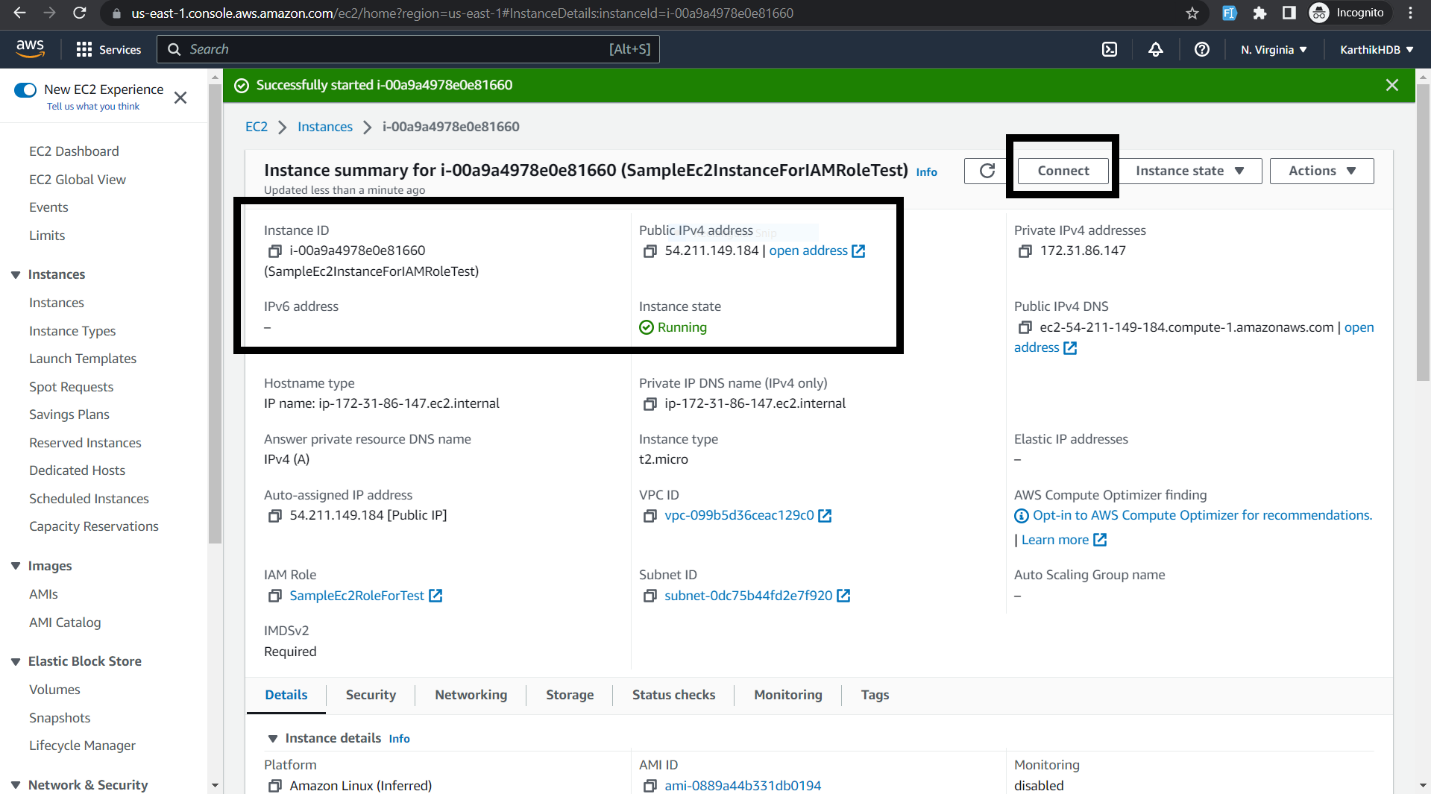 us-east-1.console.aws.amazon.com/ec2/home?region=us-east-1#InstanceDetails:instanceId=i-00a9a4978e0e81660
Incognito
aws
Services
Search
[Alt+S]
N. Virginia
KarthikHDB
New EC2 Experience
Tell us what you think
EC2 Dashboard
EC2 Global View
Events
Limits
Instances
Instances
Instance Types
Launch Templates
Spot Requests
Savings Plans
Reserved Instances
Dedicated Hosts
Scheduled Instances
Capacity Reservations
Images
AMIs
AMI Catalog
Elastic Block Store
Volumes
Snapshots
Lifecycle Manager
Network & Security
Successfully started i-00a9a4978e0e81660
EC2 > Instances > i-00a9a4978e0e81660
Instance summary for i-00a9a4978e0e81660 (SampleEc2InstanceForIAMRoleTest) Info
Updated less than a minute ago
Connect
Instance state
Actions
Instance ID
i-00a9a4978e0e81660
(SampleEc2InstanceForIAMRoleTest)
Public IPv4 address
54.211.149.184 | open address
Private IPv4 addresses
172.31.86.147
IPv6 address
–
Instance state
Running
Public IPv4 DNS
ec2-54-211-149-184.compute-1.amazonaws.com | open
address
Hostname type
IP name: ip-172-31-86-147.ec2.internal
Private IP DNS name (IPv4 only)
ip-172-31-86-147.ec2.internal
Answer private resource DNS name
IPv4 (A)
Instance type
t2.micro
Elastic IP addresses
–
Auto-assigned IP address
54.211.149.184 [Public IP]
VPC ID
vpc-099b5d36ceac129c0
AWS Compute Optimizer finding
Opt-in to AWS Compute Optimizer for recommendations.
| Learn more
IAM Role
SampleEc2RoleForTest
Subnet ID
subnet-0dc75b44fd2e7f920
Auto Scaling Group name
–
IMDSv2
Required
Details
Security
Networking
Storage
Status checks
Monitoring
Tags
Instance details Info
Platform
Amazon Linux (Inferred)
AMI ID
ami-0889a44b331db0194
Monitoring
disabled